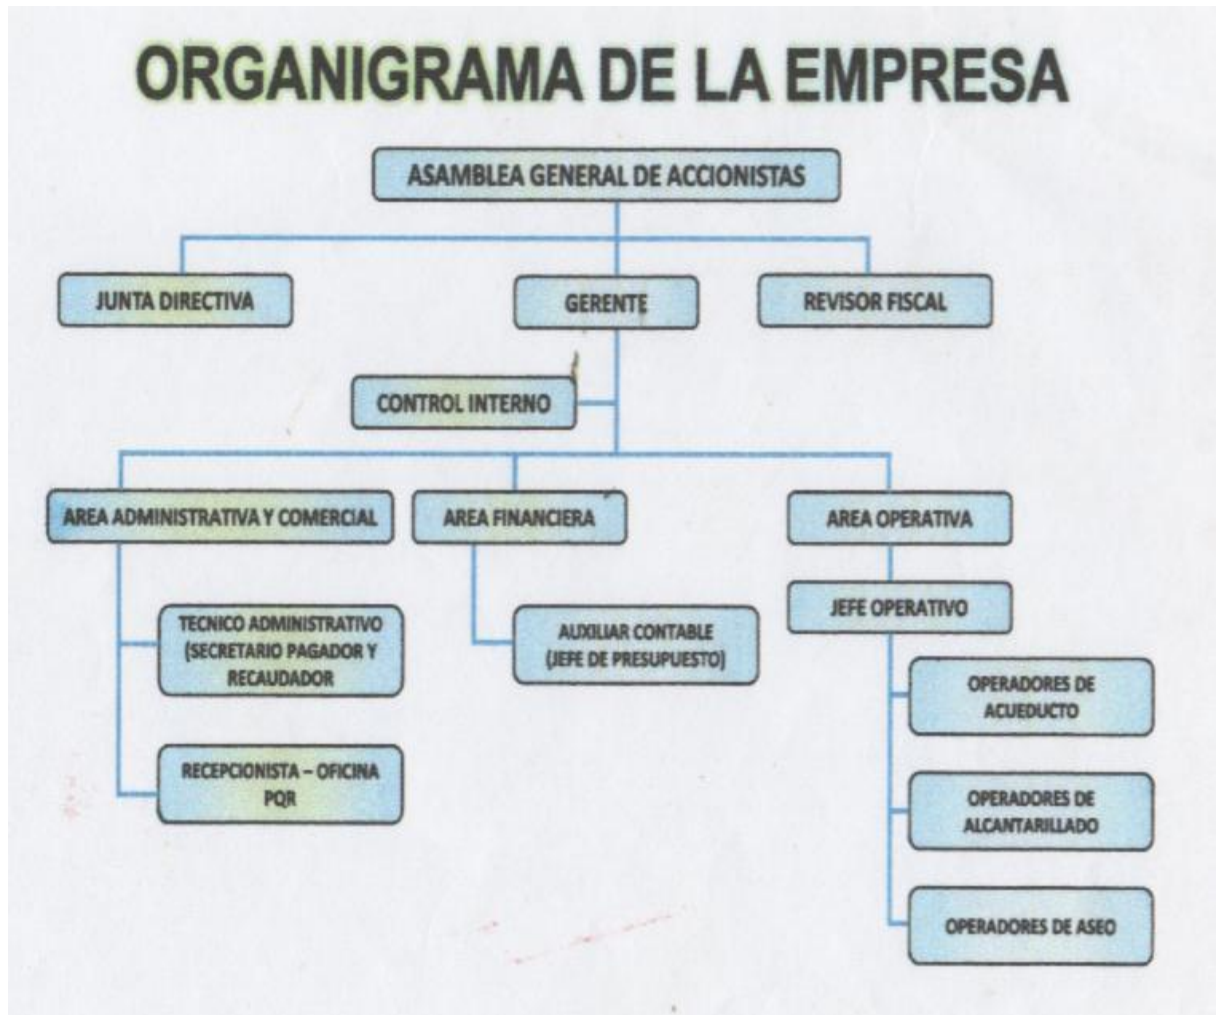 ORGANIGRAMA DE LA EMPRESA
ASAMBLEA GENERAL DE ACCIONISTAS
JUNTA DIRECTIVA
GERENTE
REVISOR FISCAL
CONTROL INTERNO
AREA ADMINISTRATIVA Y COMERCIAL
AREA FINANCIERA
AREA OPERATIVA
TECNICO ADMINISTRATIVO
(SECRETARIO PAGADOR Y
RECAUDADOR
RECEPCIONISTA – OFICINA
PQR
AUXILIAR CONTABLE
(JEFE DE PRESUPUESTO)
JEFE OPERATIVO
OPERADORES DE
ACUEDUCTO
OPERADORES DE
ALCANTARILLADO
OPERADORES DE ASEO